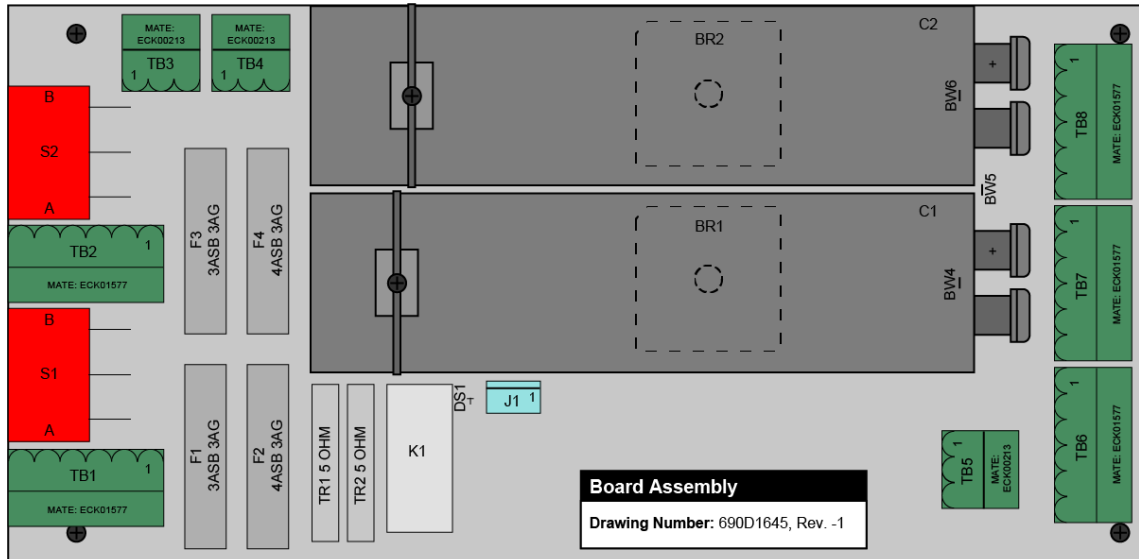 MATE:
ECK00213
TB3
1
MATE:
ECK00213
TB4
1
BR2
C2
+
BW6
BW5
1
TB8
MATE: ECK01577
B
S2
A
TB2
1
MATE: ECK01577
F3
3ASB 3AG
F4
4ASB 3AG
BR1
C1
+
BW4
1
TB7
MATE: ECK01577
B
S1
A
TB1
1
MATE: ECK01577
F1
3ASB 3AG
F2
4ASB 3AG
TR1 5 OHM
TR2 5 OHM
K1
DS1
J1
1
1
TB5
MATE:
ECK00213
1
TB6
MATE: ECK01577
Board Assembly
Drawing Number: 690D1645, Rev. -1